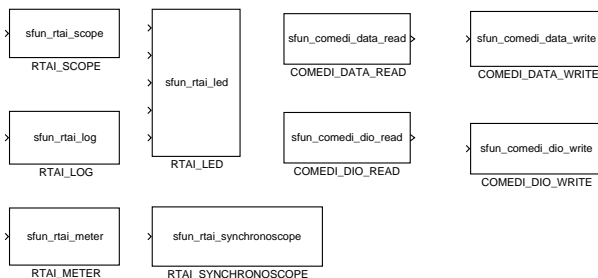 sfun_rtai_scope
RTAI_SCOPE
sfun_rtai_led
RTAI_LED
sfun_comedi_data_read
COMEDI_DATA_READ
sfun_comedi_data_write
COMEDI_DATA_WRITE
sfun_rtai_log
RTAI_LOG
sfun_comedi_dio_read
COMEDI_DIO_READ
sfun_comedi_dio_write
COMEDI_DIO_WRITE
sfun_rtai_meter
RTAI_METER
sfun_rtai_synchronoscope
RTAI_SYNCHRONOSCOPE